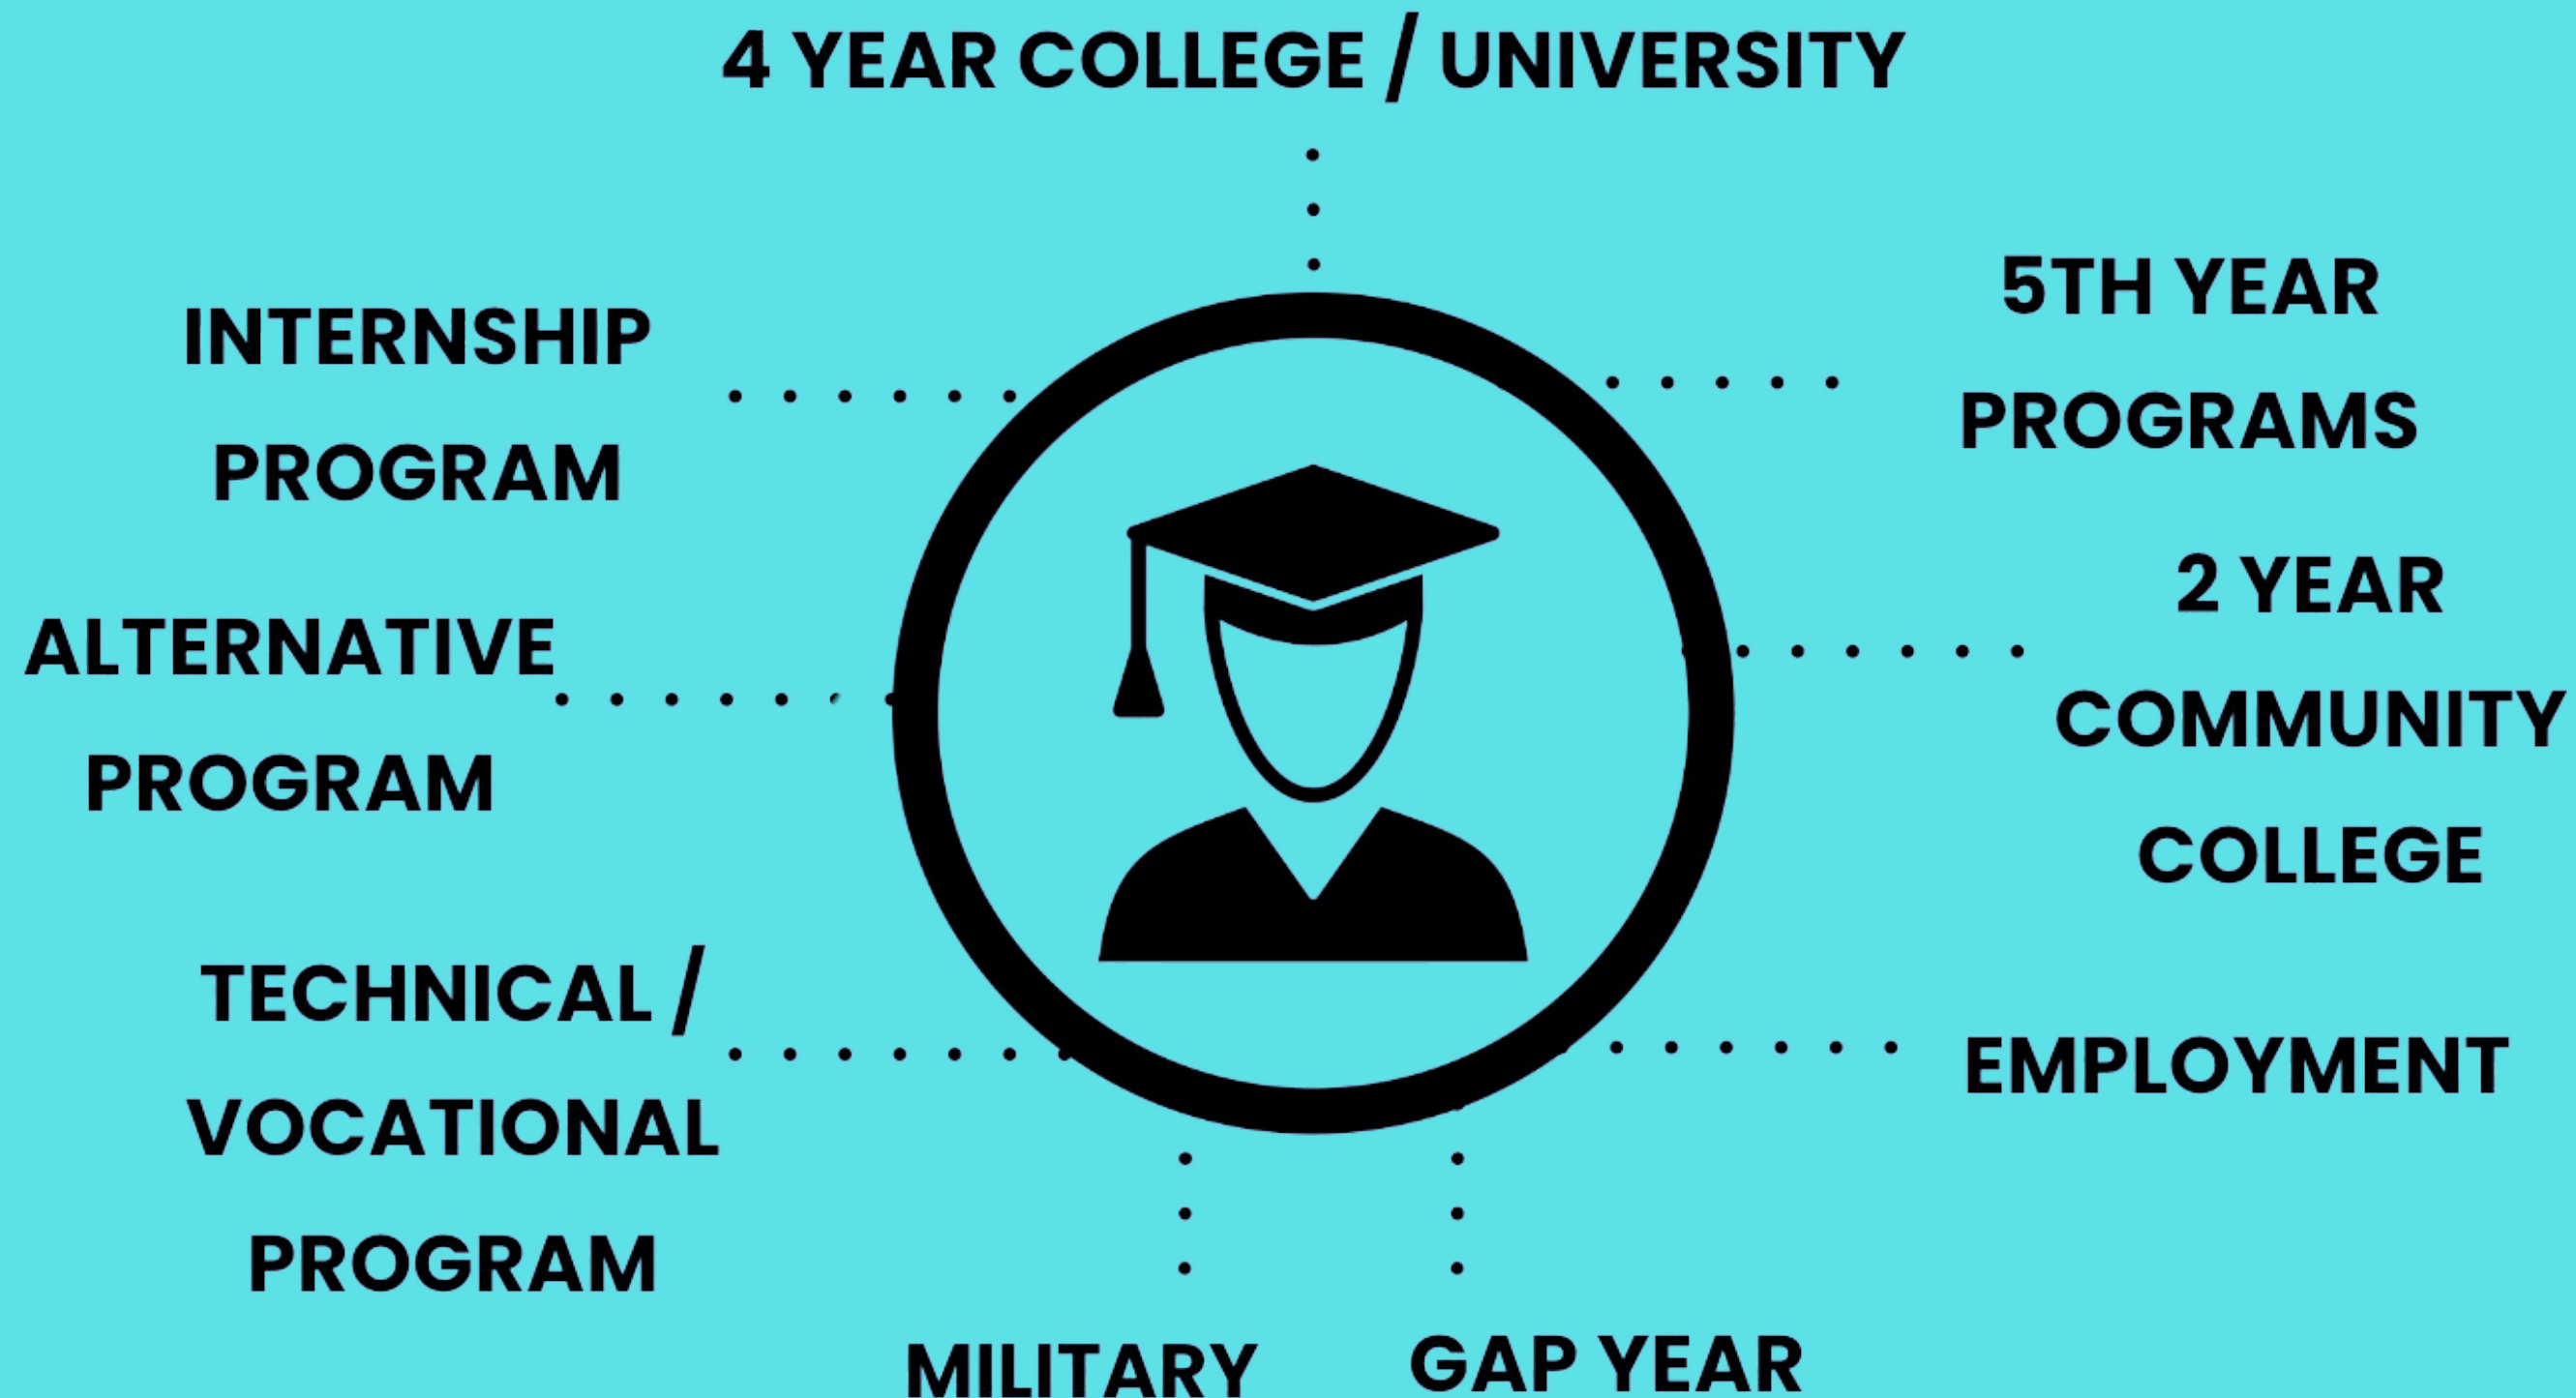 4 YEAR COLLEGE / UNIVERSITY
INTERNSHIP
PROGRAM
5TH YEAR
PROGRAMS
ALTERNATIVE
PROGRAM
2 YEAR
COMMUNITY
COLLEGE
TECHNICAL /
VOCATIONAL
PROGRAM
EMPLOYMENT
MILITARY
GAP YEAR